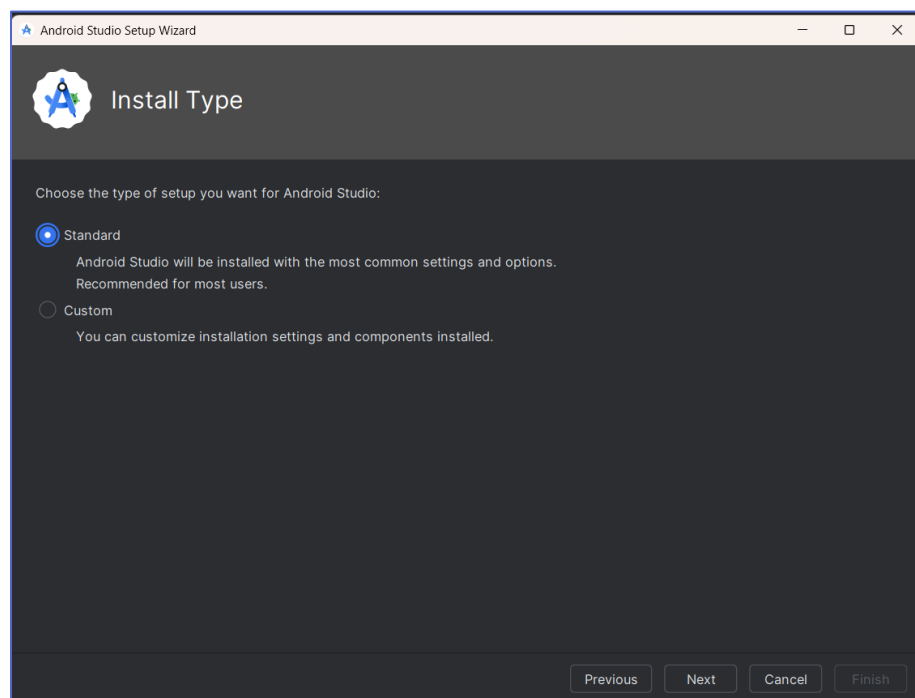 Android Studio Setup Wizard
Install Type
Choose the type of setup you want for Android Studio:
Standard
Android Studio will be installed with the most common settings and options.
Recommended for most users.
Custom
You can customize installation settings and components installed.
Previous Next Cancel Finish